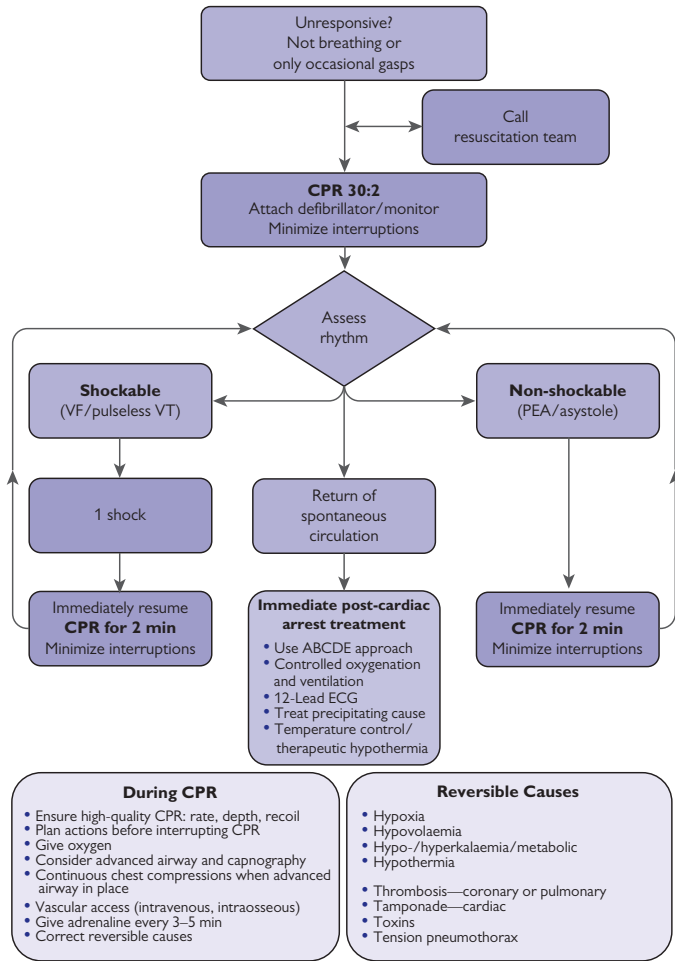 Unresponsive?
Not breathing or
only occasional gasps
Call
resuscitation team
CPR 30:2
Attach defibrillator/monitor
Minimize interruptions
Assess
rhythm
Shockable
(VF/pulseless VT)
Non-shockable
(PEA/asystole)
1 shock
Return of
spontaneous
circulation
Immediately resume
CPR for 2 min
Minimize interruptions
Immediate post-cardiac
arrest treatment
• Use ABCDE approach
• Controlled oxygenation
and ventilation
• 12-Lead ECG
• Treat precipitating cause
• Temperature control/
therapeutic hypothermia
Immediately resume
CPR for 2 min
Minimize interruptions
During CPR
• Ensure high-quality CPR: rate, depth, recoil
• Plan actions before interrupting CPR
• Give oxygen
• Consider advanced airway and capnography
• Continuous chest compressions when advanced
airway in place
• Vascular access (intravenous, intraosseous)
• Give adrenaline every 3–5 min
• Correct reversible causes
Reversible Causes
• Hypoxia
• Hypovolaemia
• Hypo-/hyperkalaemia/metabolic
• Hypothermia
• Thrombosis—coronary or pulmonary
• Tamponade—cardiac
• Toxins
• Tension pneumothorax